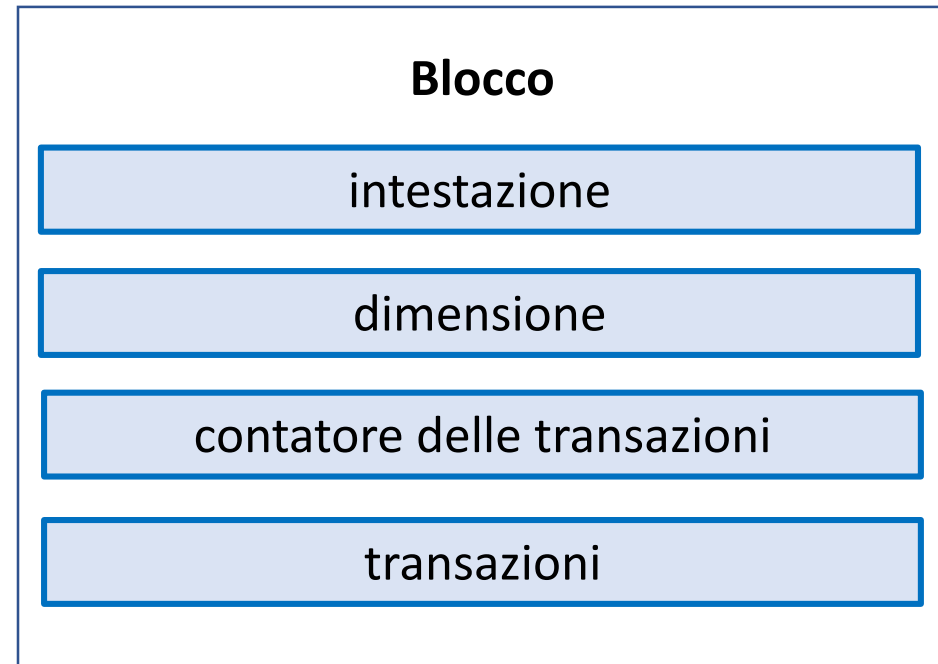 Blocco
intestazione
dimensione
contatore delle transazioni
transazioni